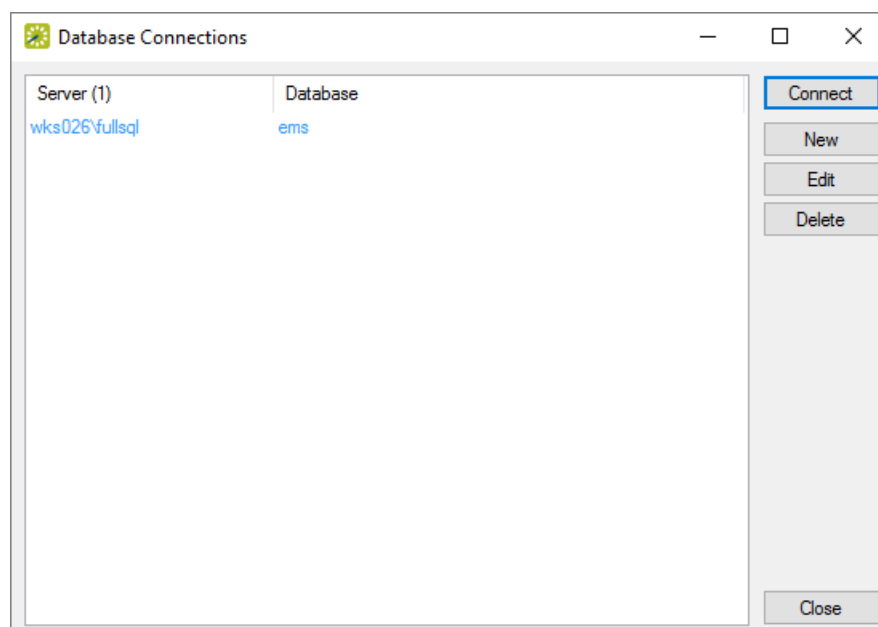 Database Connections
Server (1) Database
wks026\fullsql ems
Connect
New
Edit
Delete
Close